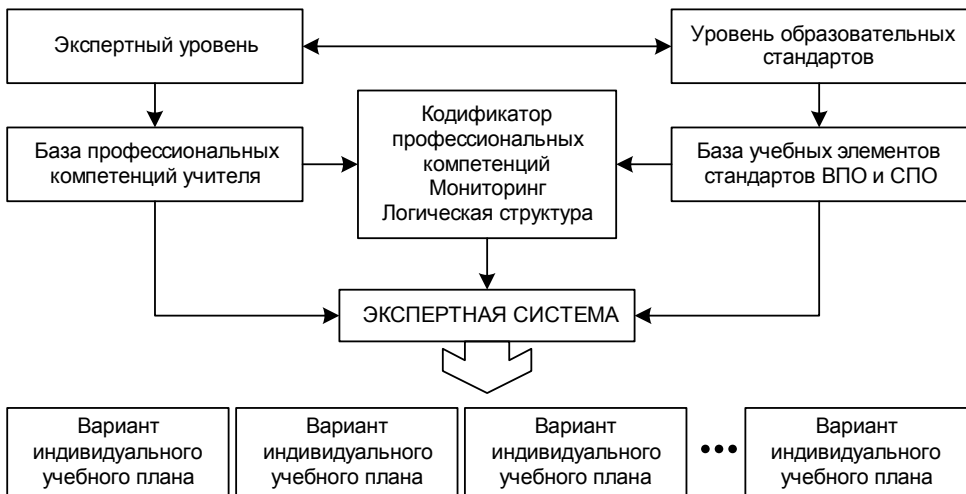 Экспертный уровень
Уровень образовательных
стандартов
Кодификатор
профессиональных
компетенций
Мониторинг
Логическая структура
База профессиональных
компетенций учителя
База учебных элементов
стандартов ВПО и СПО
ЭКСПЕРТНАЯ СИСТЕМА
Вариант
индивидуального
учебного плана
Вариант
индивидуального
учебного плана
Вариант
индивидуального
учебного плана
Вариант
индивидуального
учебного плана